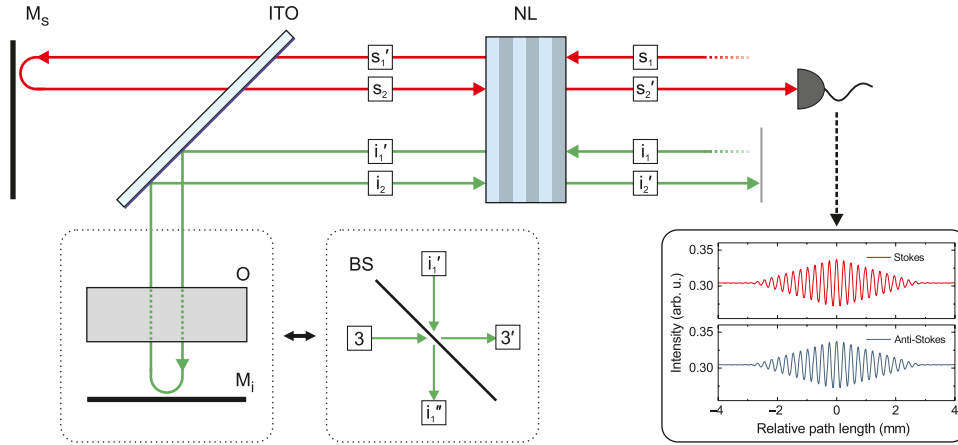 Mₛ
ITO
NL
s₁′
s₁
s₂
s₂′
i₁′
i₁
i₂
i₂′
O
Mᵢ
BS
i₁′
3
3′
i₁″
Intensity (arb. u.)
0.35
0.30
Stokes
0.35
0.30
Anti-Stokes
−4
−2
0
2
4
Relative path length (mm)